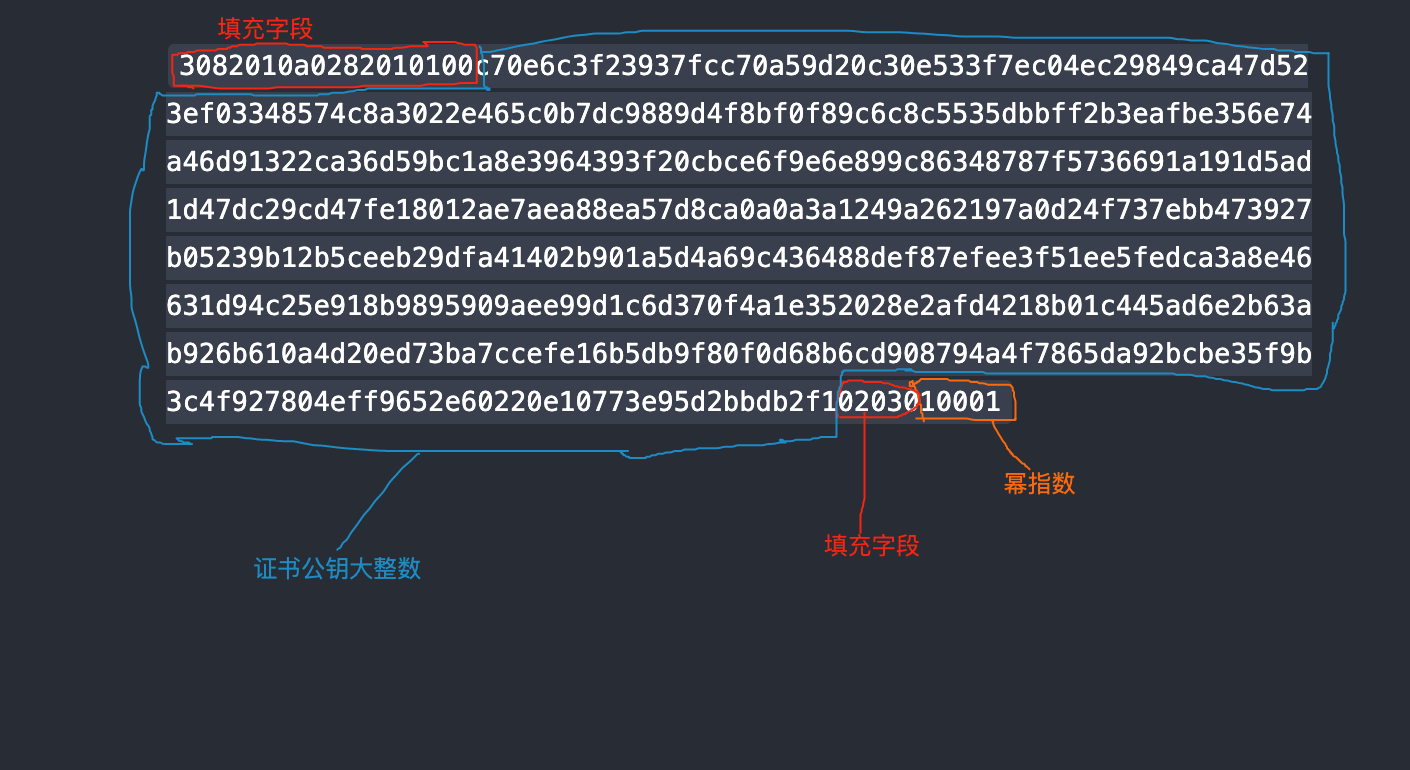 填充字段
3082010a0282010100c70e6c3f23937fcc70a59d20c30e533f7ec04ec29849ca47d52
3ef03348574c8a3022e465c0b7dc9889d4f8bf0f89c6c8c5535dbbff2b3eafbe356e74
a46d91322ca36d59bc1a8e3964393f20cbce6f9e6e899c86348787f5736691a191d5ad
1d47dc29cd47fe18012ae7aea88ea57d8ca0a0a3a1249a262197a0d24f737ebb473927
b05239b12b5ceeb29dfa41402b901a5d4a69c436488def87efee3f51ee5fedca3a8e46
631d94c25e918b9895909aee99d1c6d370f4a1e352028e2afd4218b01c445ad6e2b63a
b926b610a4d20ed73ba7ccefe16b5db9f80f0d68b6cd908794a4f7865da92bcbe35f9b
3c4f927804eff9652e60220e10773e95d2bbdb2f10203010001
幂指数
填充字段
证书公钥大整数